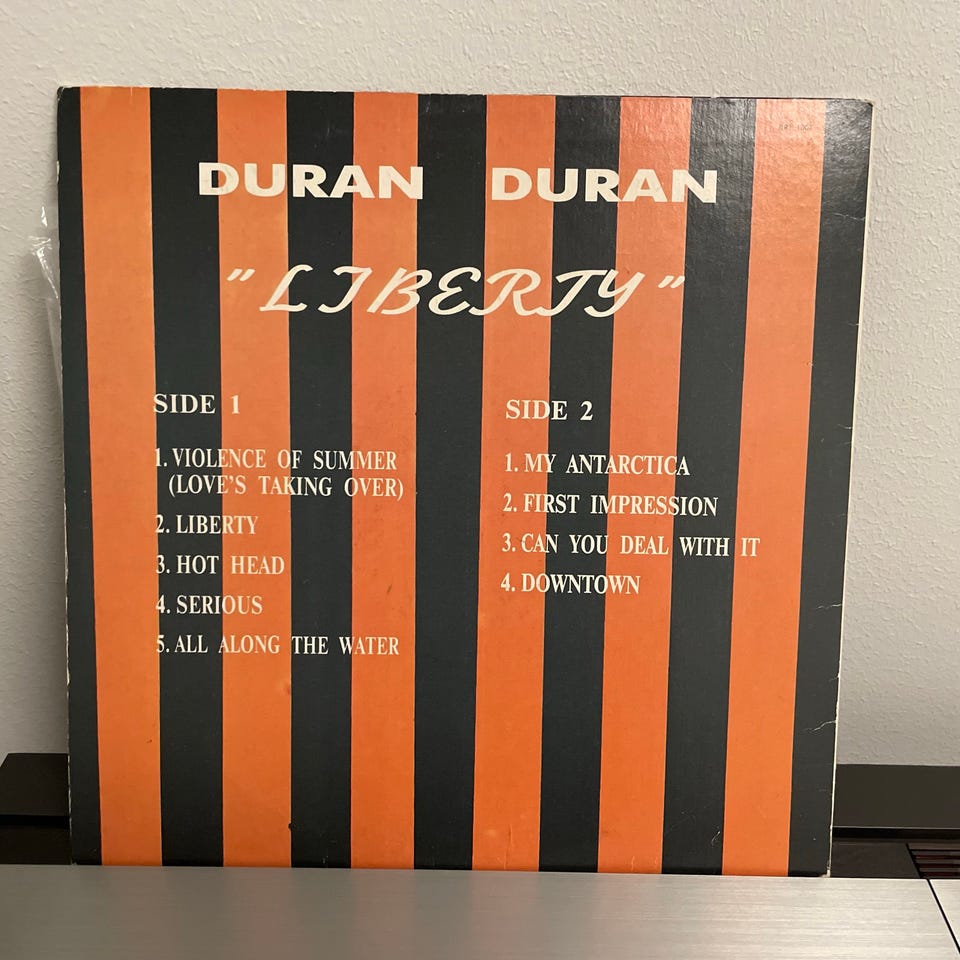 DURAN DURAN
"LIBERTY"
SIDE 1
1. VIOLENCE OF SUMMER
(LOVE'S TAKING OVER)
2. LIBERTY
3. HOT HEAD
4. SERIOUS
5. ALL ALONG THE WATER
SIDE 2
1. MY ANTARCTICA
2. FIRST IMPRESSION
3. CAN YOU DEAL WITH IT
4. DOWNTOWN